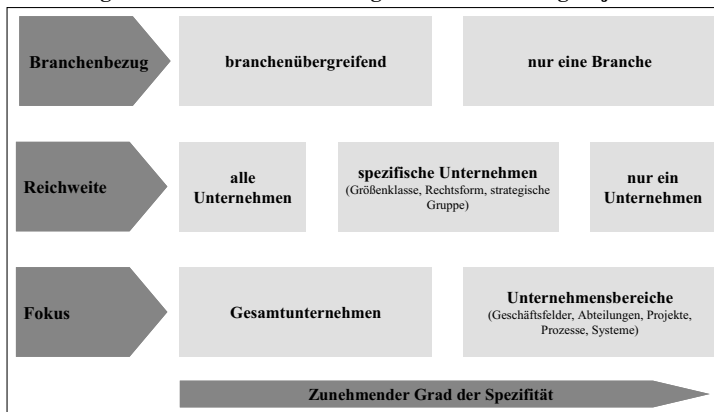 Branchenbezug
branchenübergreifend
nur eine Branche
Reichweite
alle
Unternehmen
spezifische Unternehmen
(Größenklasse, Rechtsform, strategische
Gruppe)
nur ein
Unternehmen
Fokus
Gesamtunternehmen
Unternehmensbereiche
(Geschäftsfelder, Abteilungen, Projekte,
Prozesse, Systeme)
Zunehmender Grad der Spezifität